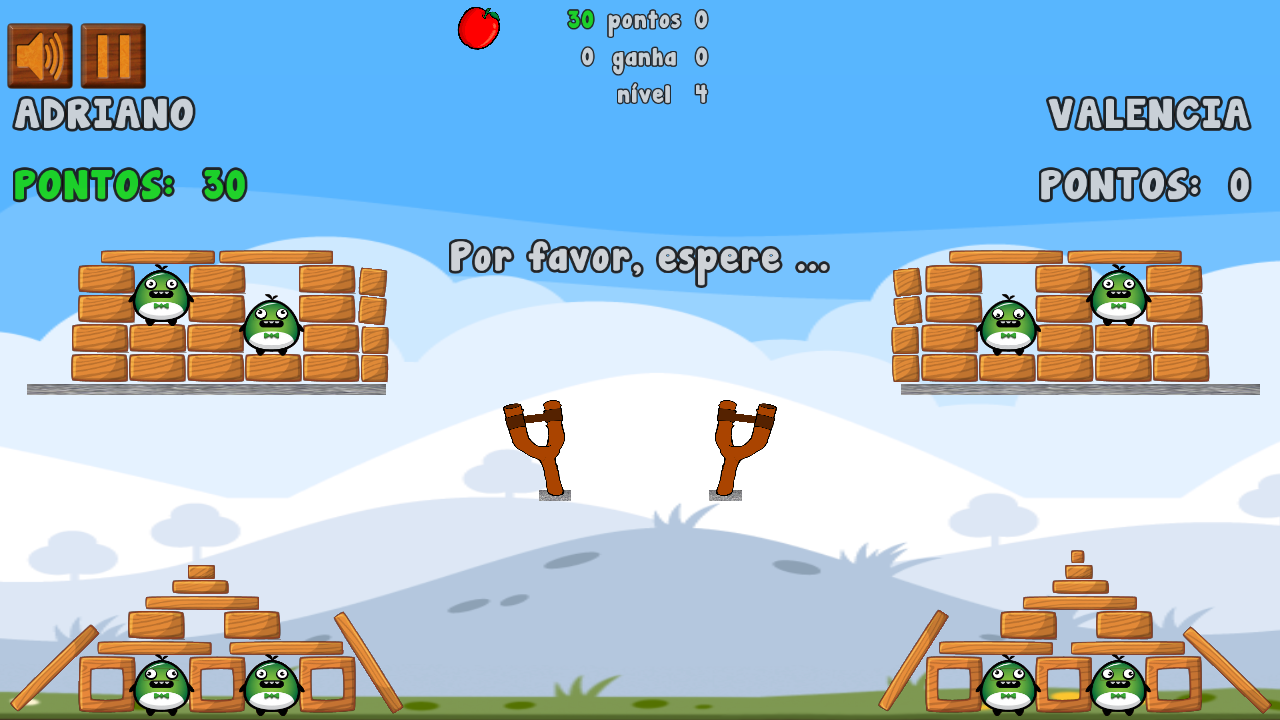 30 pontos 0
0 ganha 0
nível 4
ADRIANO
VALENCIA
PONTOS: 30
PONTOS: 0
Por favor, espere ...